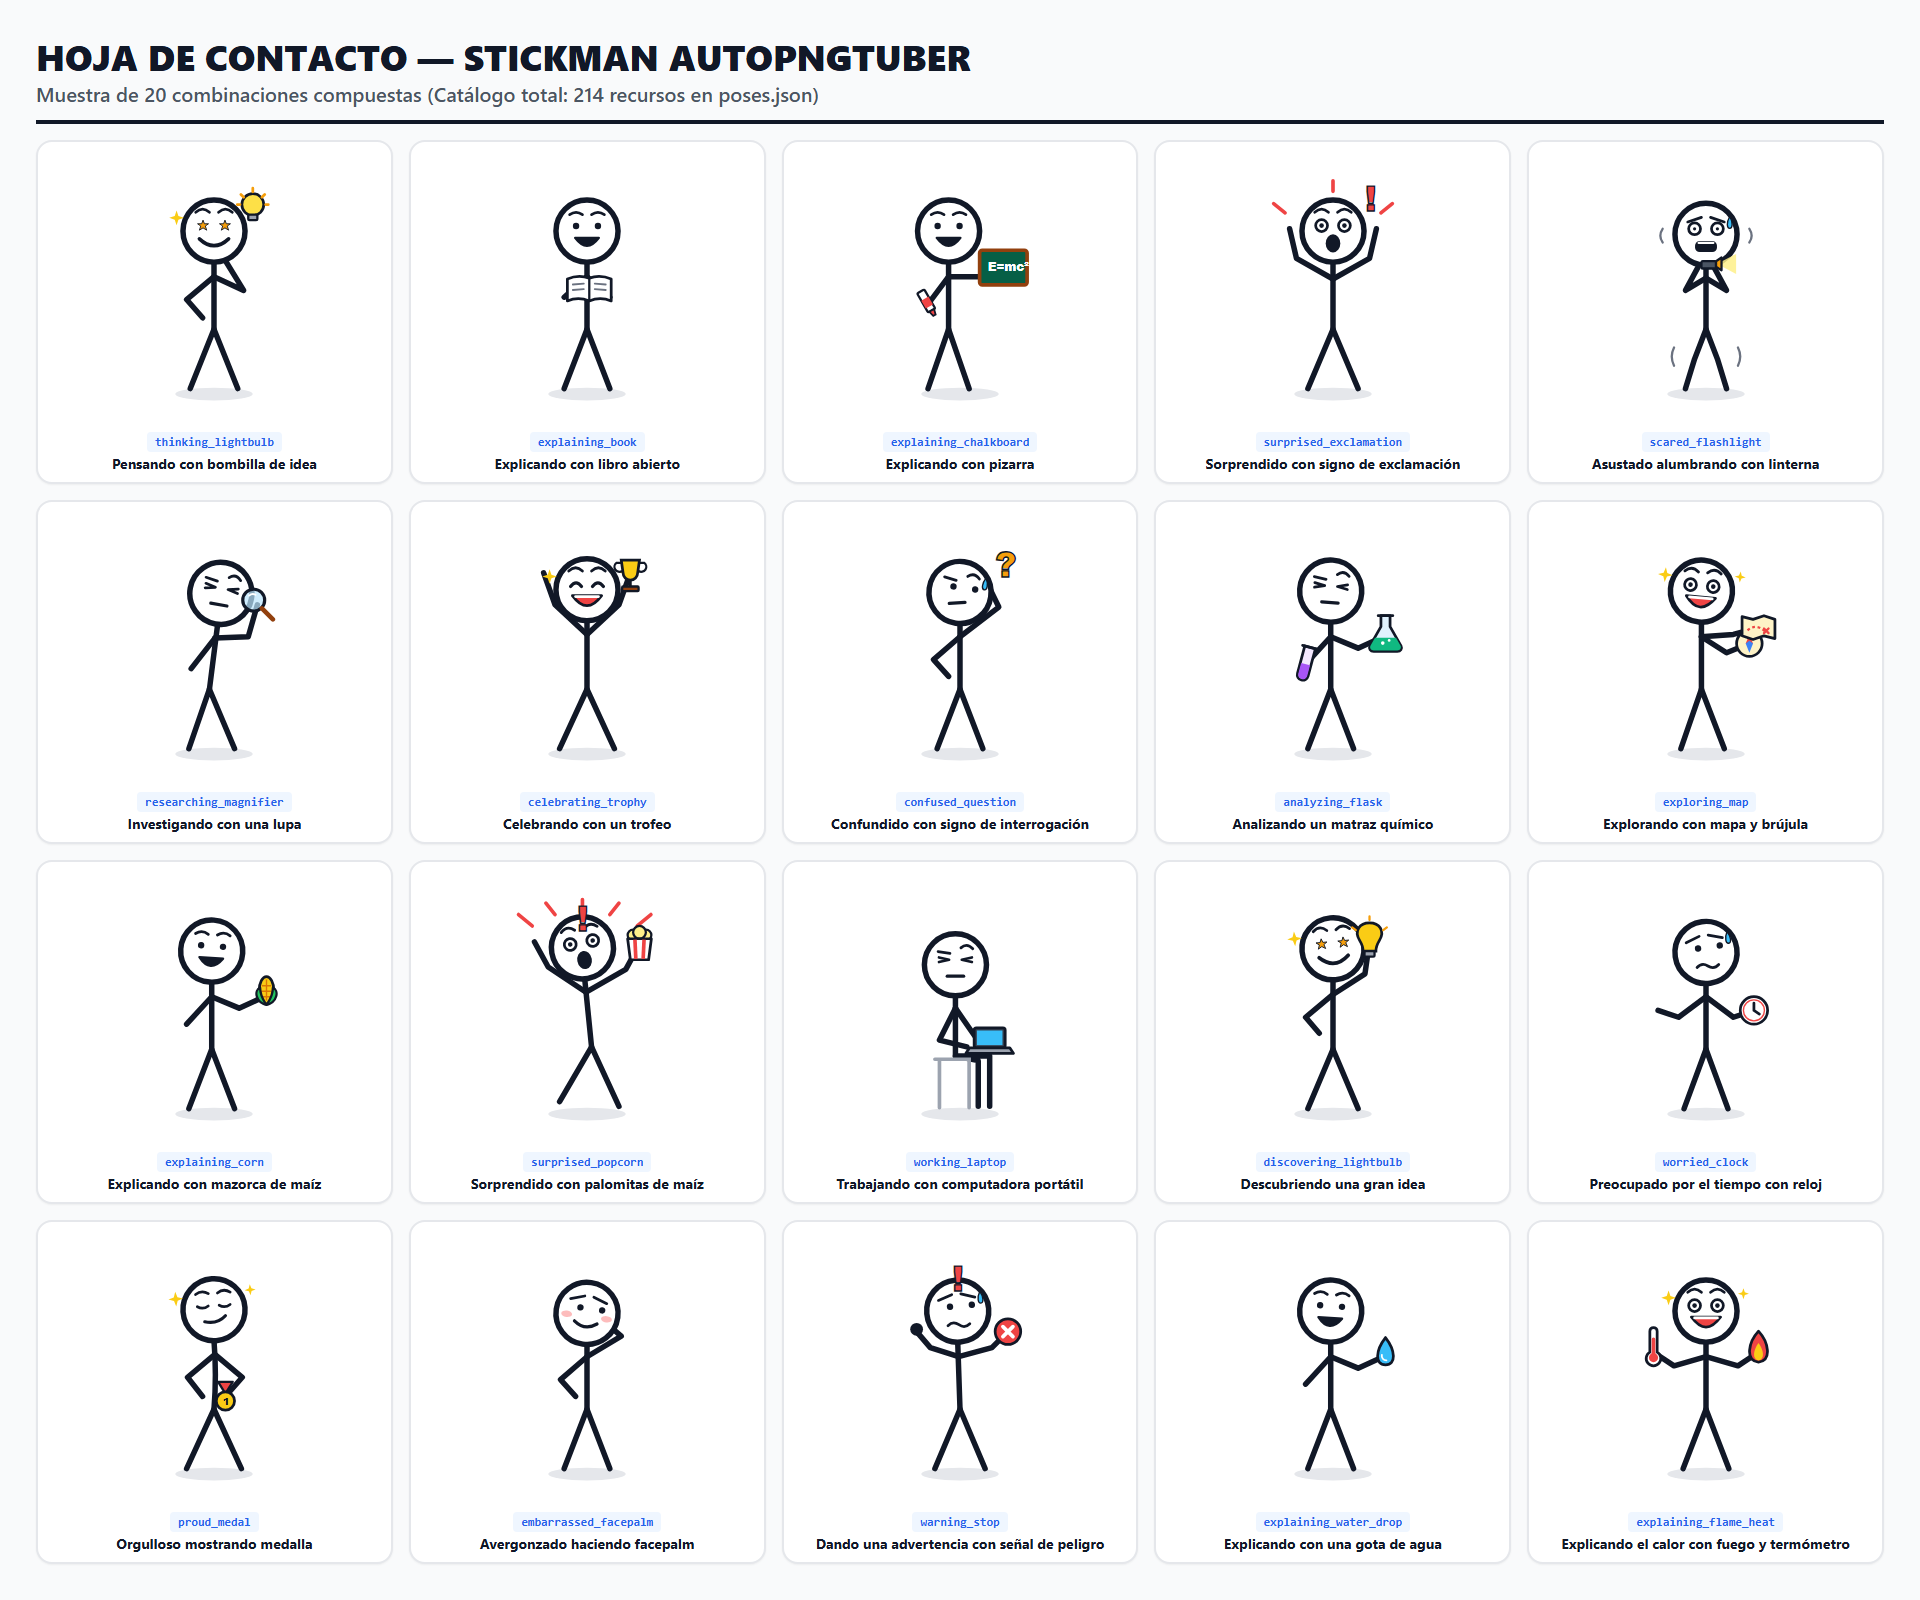 HOJA DE CONTACTO — STICKMAN AUTOPNGTUBER
Muestra de 20 combinaciones compuestas (Catálogo total: 214 recursos en poses.json)
E=mc²
thinking_lightbulb
Pensando con bombilla de idea
explaining_book
Explicando con libro abierto
explaining_chalkboard
Explicando con pizarra
!
surprised_exclamation
Sorprendido con signo de exclamación
scared_flashlight
Asustado alumbrando con linterna
researching_magnifier
Investigando con una lupa
celebrating_trophy
Celebrando con un trofeo
?
confused_question
Confundido con signo de interrogación
analyzing_flask
Analizando un matraz químico
exploring_map
Explorando con mapa y brújula
explaining_corn
Explicando con mazorca de maíz
!
surprised_popcorn
Sorprendido con palomitas de maíz
working_laptop
Trabajando con computadora portátil
discovering_lightbulb
Descubriendo una gran idea
worried_clock
Preocupado por el tiempo con reloj
1
proud_medal
Orgulloso mostrando medalla
embarrassed_facepalm
Avergonzado haciendo facepalm
!
warning_stop
Dando una advertencia con señal de peligro
explaining_water_drop
Explicando con una gota de agua
explaining_flame_heat
Explicando el calor con fuego y termómetro